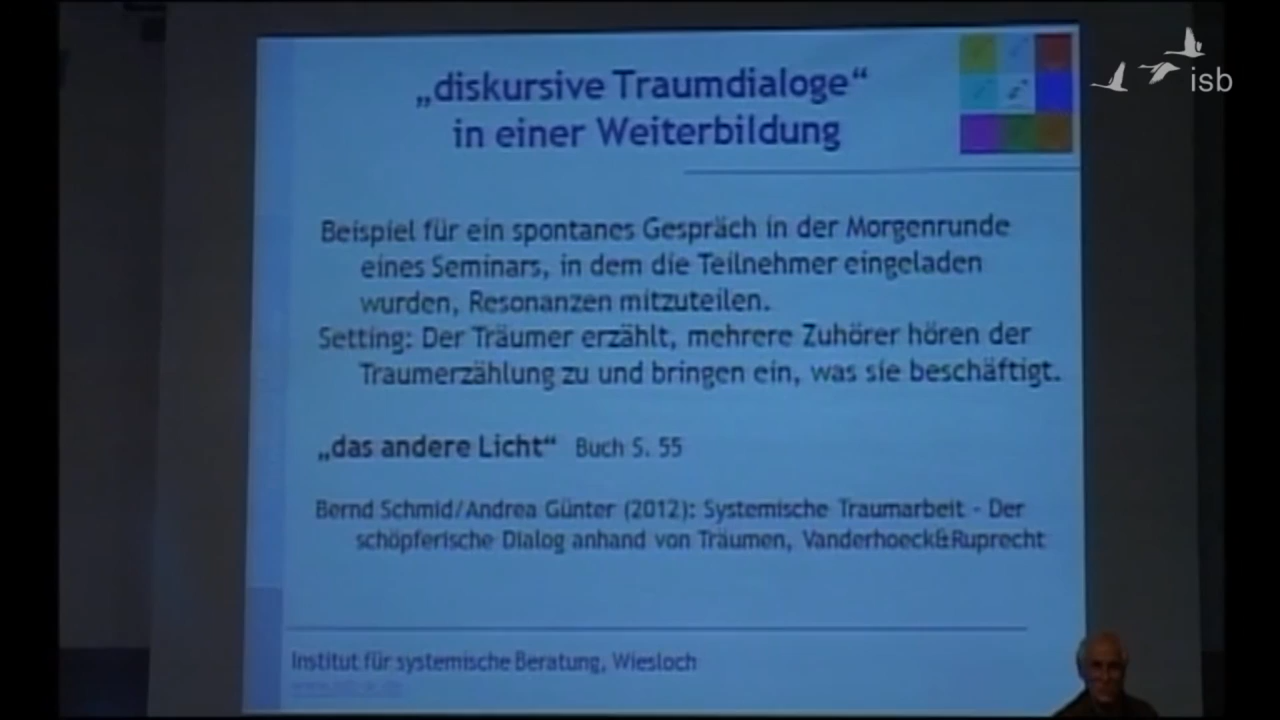 isb
„diskursive Traumdialoge“
in einer Weiterbildung
Beispiel für ein spontanes Gespräch in der Morgenrunde
eines Seminars, in dem die Teilnehmer eingeladen
wurden, Resonanzen mitzuteilen.
Setting: Der Träumer erzählt, mehrere Zuhörer hören der
Traumerzählung zu und bringen ein, was sie beschäftigt.
„das andere Licht“ Buch S. 55
Bernd Schmid/Andrea Günter (2012): Systemische Traumarbeit - Der
schöpferische Dialog anhand von Träumen, Vanderhoeck&Ruprecht
Institut für systemische Beratung, Wiesloch